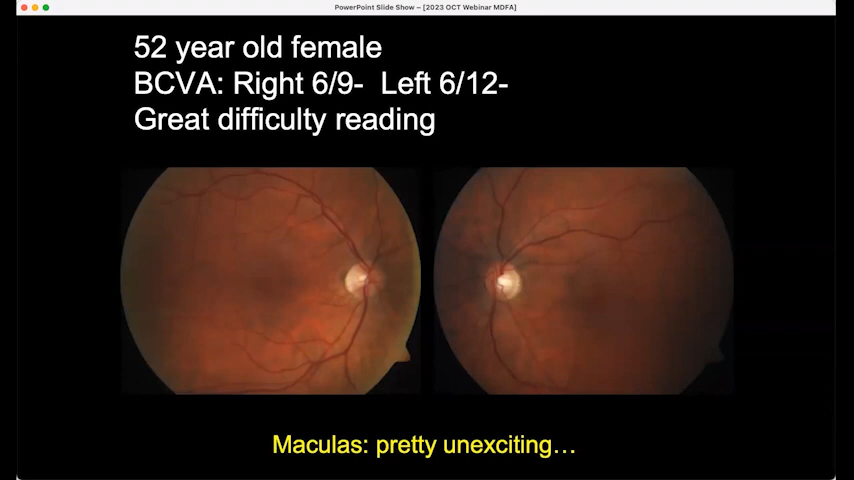 PowerPoint Slide Show – [2023 OCT Webinar MDFA]
52 year old female
BCVA: Right 6/9-  Left 6/12-
Great difficulty reading
Maculas: pretty unexciting…